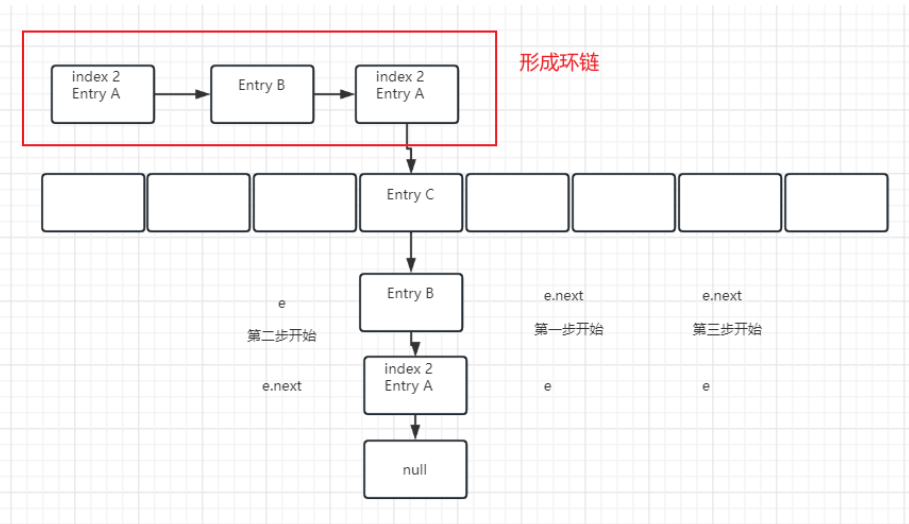 形成环链
index 2
Entry A
Entry B
index 2
Entry A
Entry C
Entry B
e
第二步开始
e.next
第一步开始
e.next
第三步开始
e.next
index 2
Entry A
e
e
null